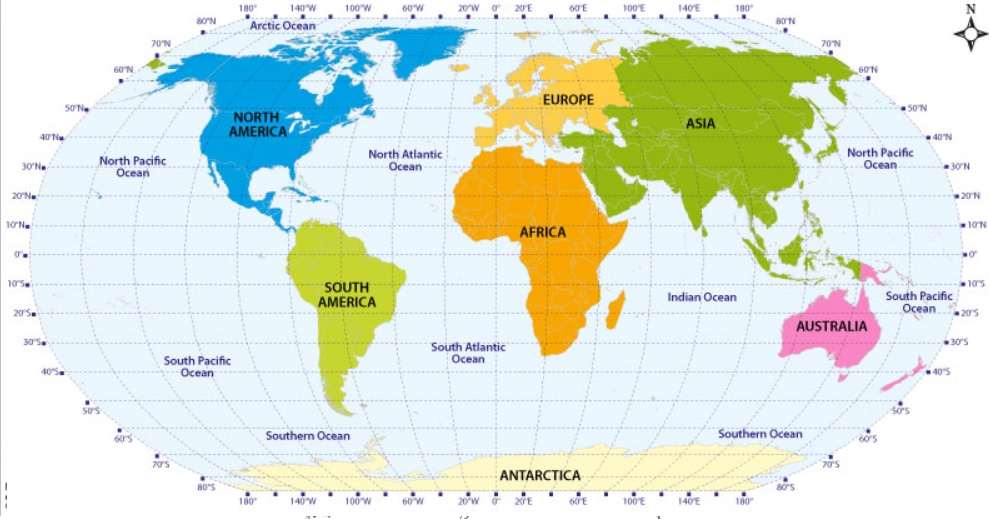 180° 140°W 100°W 60°W 20°W 0° 20°E 60°E 100°E 140°E 180°
N
80°N Arctic Ocean 80°N
70°N 70°N
60°N 60°N
50°N 50°N
EUROPE
NORTH
AMERICA
ASIA
40°N 40°N
North Pacific
Ocean
North Atlantic
Ocean
North Pacific
Ocean
30°N 30°N
20°N 20°N
10°N 10°N
AFRICA
0° 0°
10°S 10°S
SOUTH
AMERICA
Indian Ocean
South Pacific
Ocean
20°S 20°S
AUSTRALIA
30°S 30°S
South Atlantic
Ocean
South Pacific
Ocean
40°S 40°S
50°S 50°S
60°S Southern Ocean Southern Ocean 60°S
70°S 70°S
ANTARCTICA
80°S 80°S
180° 140°W 100°W 60°W 20°W 0° 20°E 60°E 100°E 140°E 180°